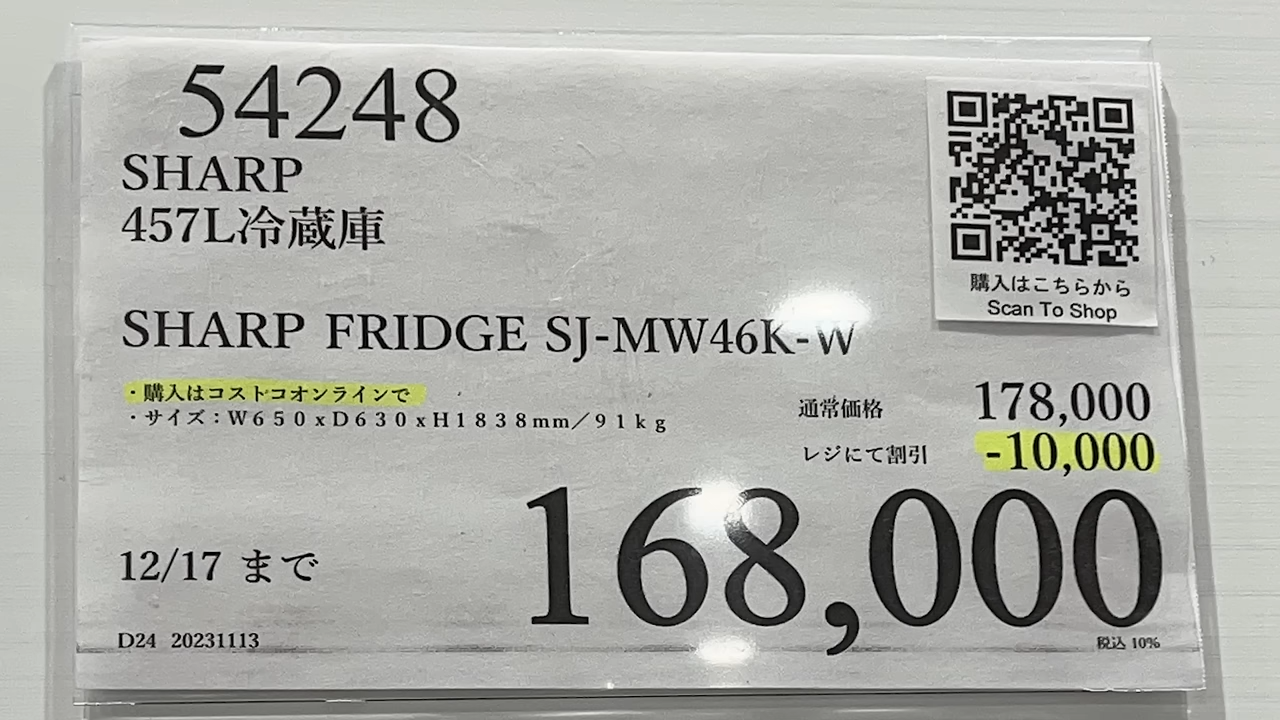 54248
SHARP
457L冷蔵庫
購入はこちらから
Scan To Shop
SHARP FRIDGE SJ-MW46K-W
・購入はコストコオンラインで
・サイズ：Ｗ６５０ｘＤ６３０ｘＨ１８３８mm／９１ｋｇ
通常価格 178,000
レジにて割引 -10,000
168,000
12/17 まで
D24 20231113
税込 10%